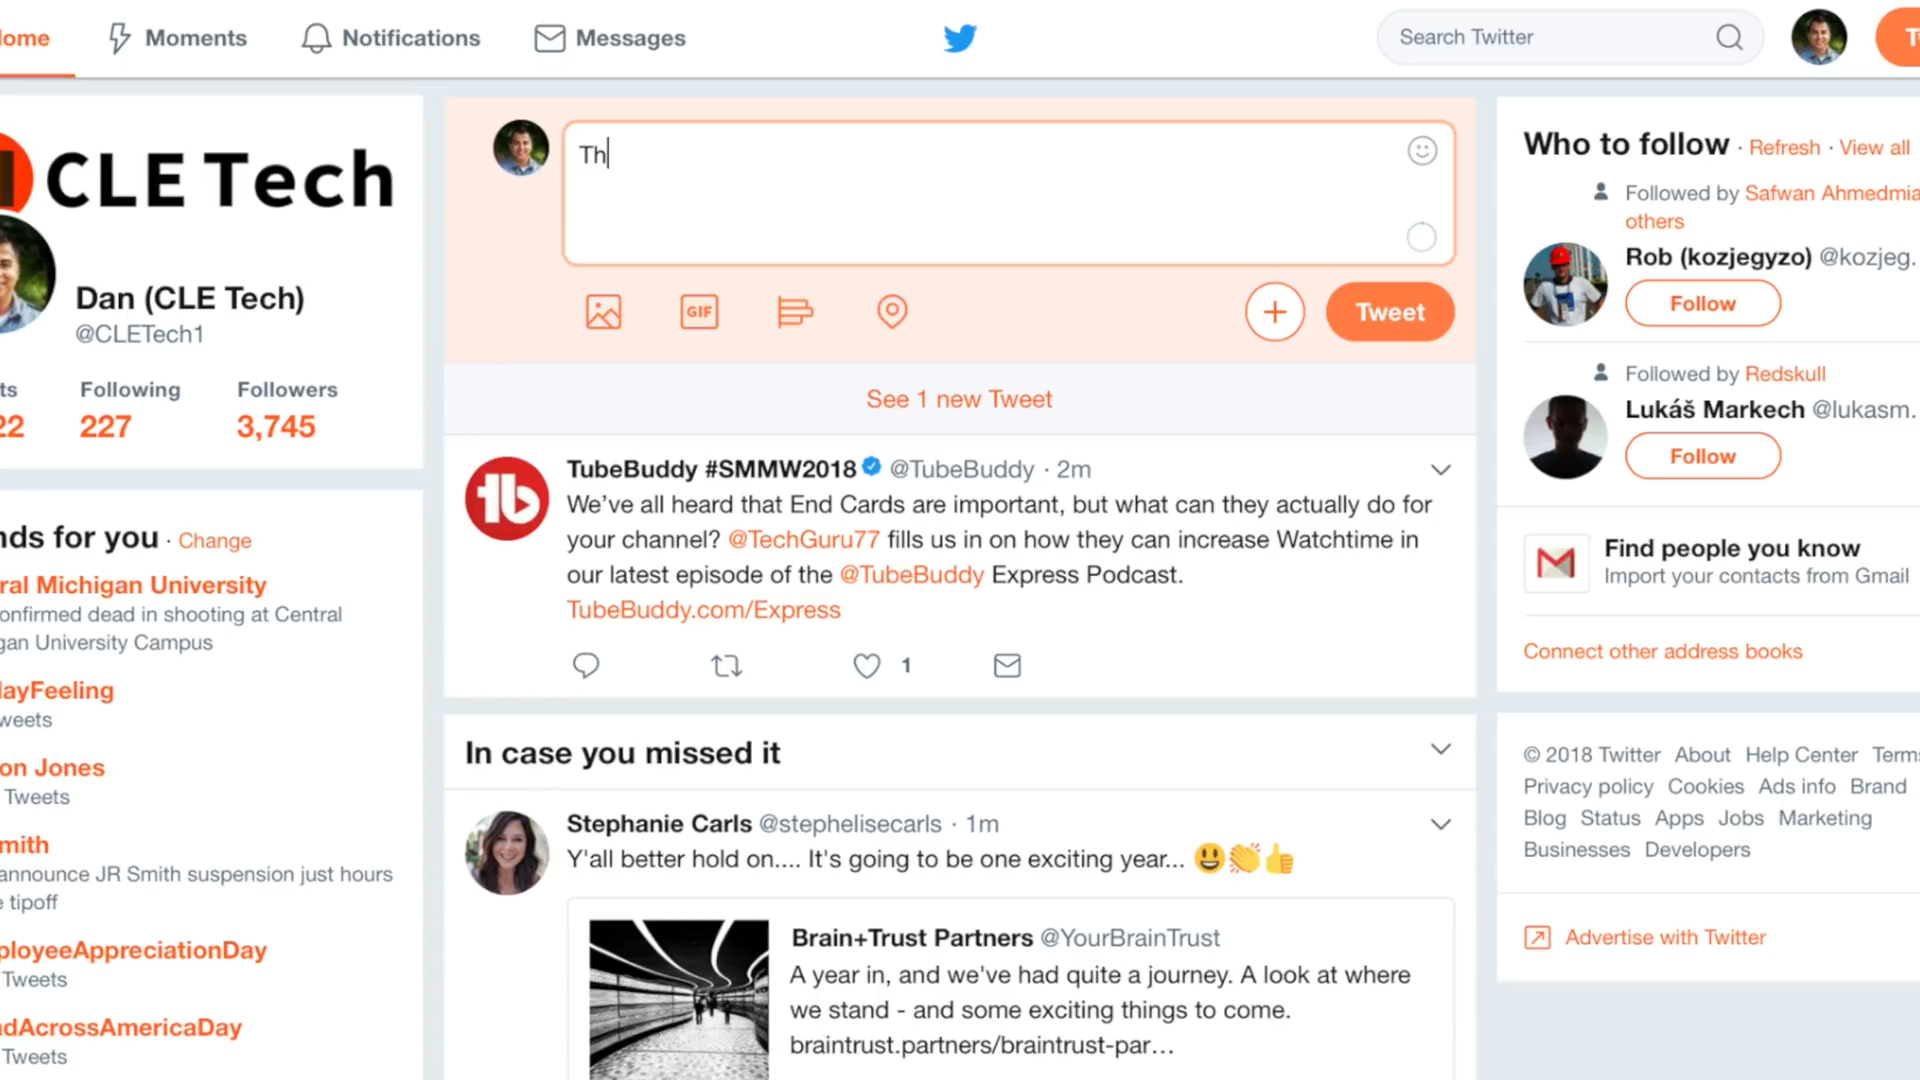 ome
Moments
Notifications
Messages
Search Twitter
T
CLE Tech
Dan (CLE Tech)
@CLETech1
ts
Following
Followers
22
227
3,745
nds for you · Change
ral Michigan University
onfirmed dead in shooting at Central
gan University Campus
layFeeling
weets
on Jones
Tweets
mith
announce JR Smith suspension just hours
e tipoff
ployeeAppreciationDay
Tweets
adAcrossAmericaDay
Tweets
Th
GIF
Tweet
See 1 new Tweet
tb
TubeBuddy #SMMW2018 @TubeBuddy · 2m
We’ve all heard that End Cards are important, but what can they actually do for
your channel? @TechGuru77 fills us in on how they can increase Watchtime in
our latest episode of the @TubeBuddy Express Podcast.
TubeBuddy.com/Express
1
In case you missed it
Stephanie Carls @stephelisecarls · 1m
Y'all better hold on.... It's going to be one exciting year... 😃👏👍
Brain+Trust Partners @YourBrainTrust
A year in, and we've had quite a journey. A look at where
we stand - and some exciting things to come.
braintrust.partners/braintrust-par...
Who to follow · Refresh · View all
Followed by Safwan Ahmedmia
others
Rob (kozjegyzo) @kozjeg.
Follow
Followed by Redskull
Lukáš Markech @lukasm.
Follow
Find people you know
Import your contacts from Gmail
Connect other address books
© 2018 Twitter About Help Center Terms
Privacy policy Cookies Ads info Brand
Blog Status Apps Jobs Marketing
Businesses Developers
Advertise with Twitter